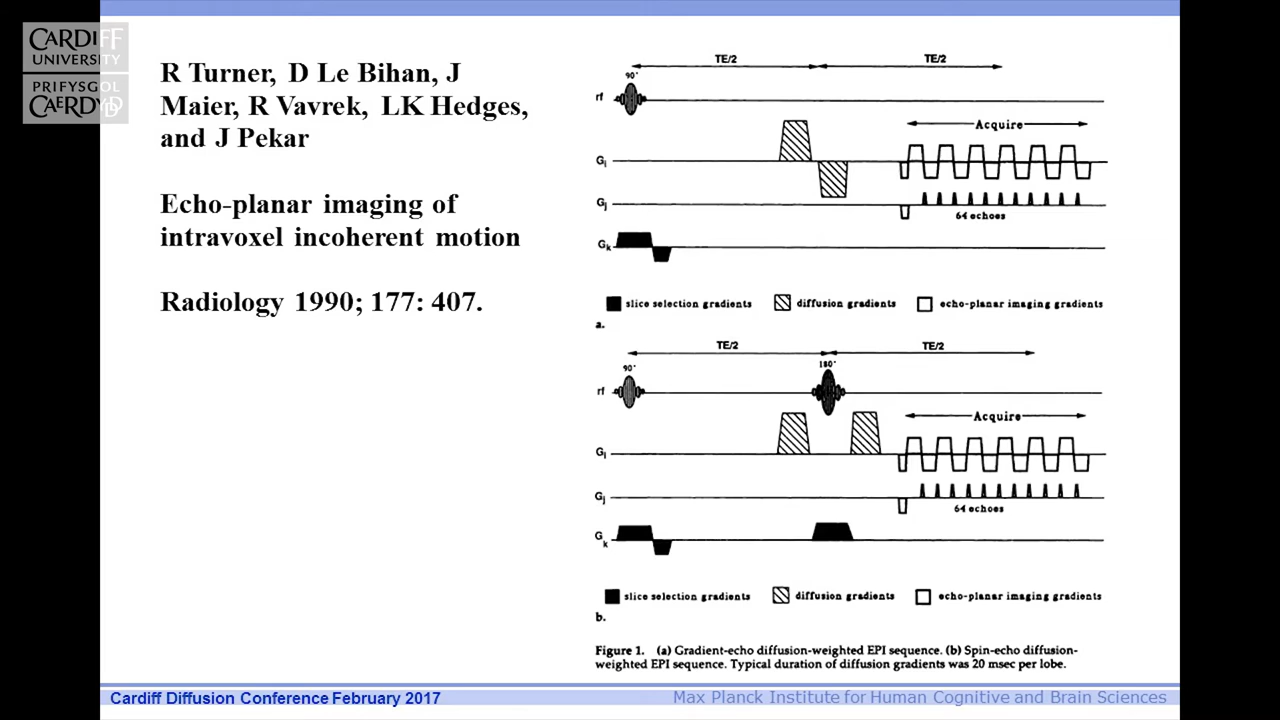 CARDIFF
UNIVERSITY
PRIFYSGOL
CAERDYDD
R Turner, D Le Bihan, J
Maier, R Vavrek, LK Hedges,
and J Pekar
Echo-planar imaging of
intravoxel incoherent motion
Radiology 1990; 177: 407.
TE/2 TE/2
90°
rf
Acquire
Gi
Gj
64 echoes
Gk
slice selection gradients diffusion gradients echo-planar imaging gradients
a.
TE/2 TE/2
90° 180°
rf
Acquire
Gi
Gj
64 echoes
Gk
slice selection gradients diffusion gradients echo-planar imaging gradients
b.
Figure 1. (a) Gradient-echo diffusion-weighted EPI sequence. (b) Spin-echo diffusion-
weighted EPI sequence. Typical duration of diffusion gradients was 20 msec per lobe.
Cardiff Diffusion Conference February 2017 Max Planck Institute for Human Cognitive and Brain Sciences